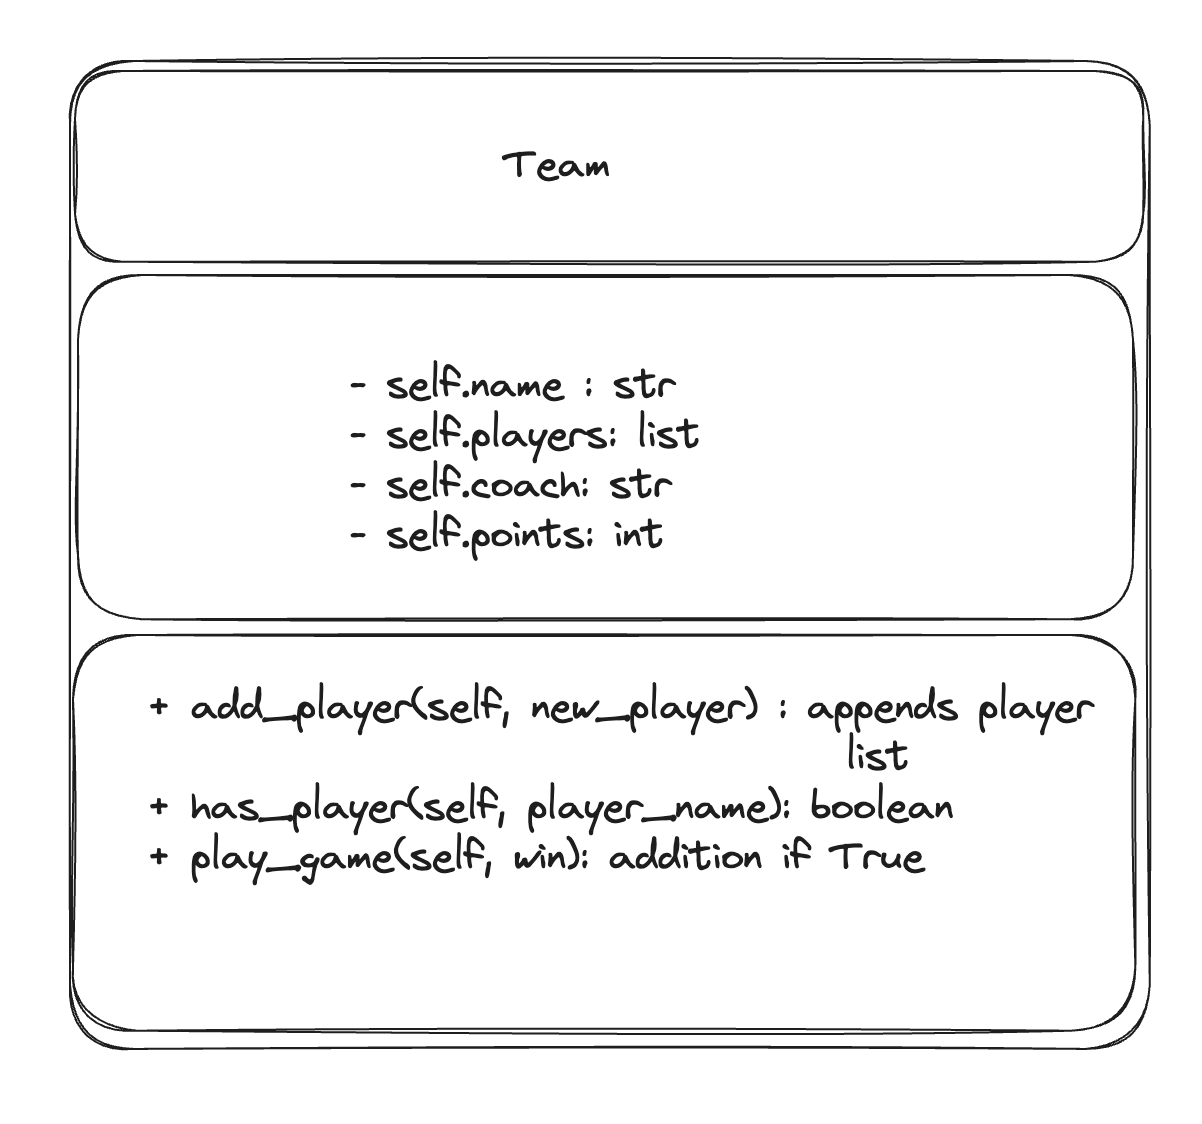 Team
- self.name : str
- self.players: list
- self.coach: str
- self.points: int
+ add_player(self, new_player) : appends player
list
+ has_player(self, player_name): boolean
+ play_game(self, win): addition if True